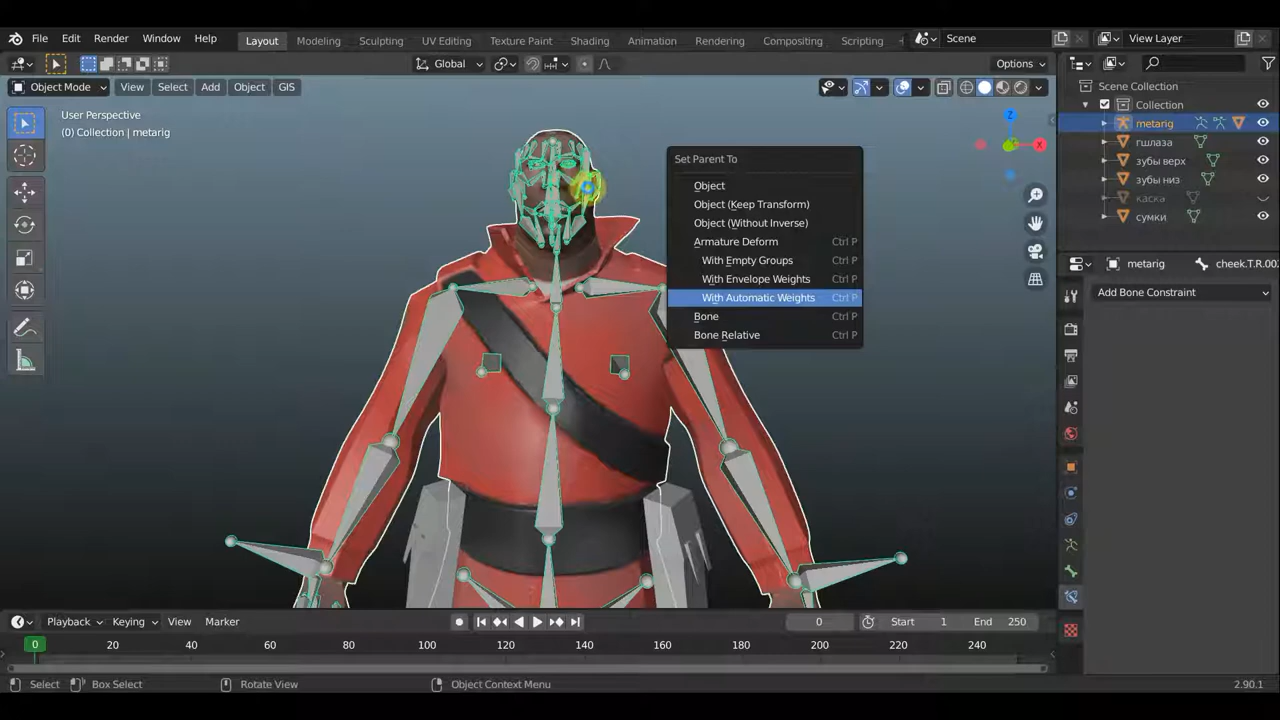 File Edit Render Window Help
Layout Modeling Sculpting UV Editing Texture Paint Shading Animation Rendering Compositing Scripting
Scene
View Layer
Global
Options
Object Mode View Select Add Object GIS
User Perspective
(0) Collection | metarig
Z
X
Set Parent To
Object
Object (Keep Transform)
Object (Without Inverse)
Armature Deform Ctrl P
With Empty Groups Ctrl P
With Envelope Weights Ctrl P
With Automatic Weights Ctrl P
Bone Ctrl P
Bone Relative Ctrl P
Scene Collection
Collection
metarig
гшлаза
зубы верх
зубы низ
каска
сумки
metarig cheek.T.R.00
Add Bone Constraint
Playback Keying View Marker
0 Start 1 End 250
0 20 40 60 80 100 120 140 160 180 200 220 240
Select Box Select Rotate View Object Context Menu 2.90.1